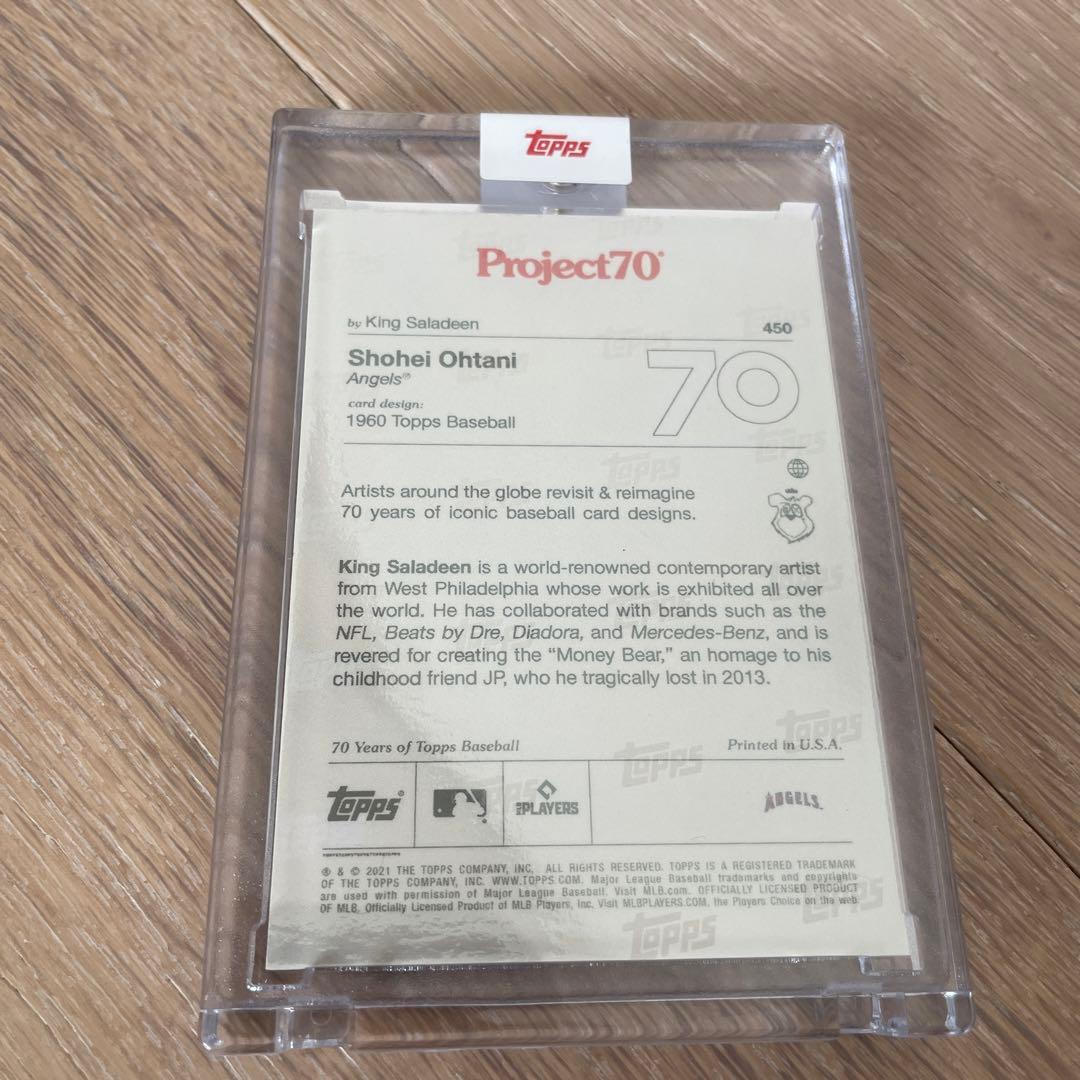 Topps
Project70®
by King Saladeen
450
Shohei Ohtani
Angels®
70
card design:
1960 Topps Baseball
Artists around the globe revisit & reimagine
70 years of iconic baseball card designs.
King Saladeen is a world-renowned contemporary artist
from West Philadelphia whose work is exhibited all over
the world. He has collaborated with brands such as the
NFL, Beats by Dre, Diadora, and Mercedes-Benz, and is
revered for creating the “Money Bear,” an homage to his
childhood friend JP, who he tragically lost in 2013.
70 Years of Topps Baseball
Printed in U.S.A.
Topps®
PLAYERS
ANGELS.
® & © 2021 THE TOPPS COMPANY, INC. ALL RIGHTS RESERVED. TOPPS IS A REGISTERED TRADEMARK
OF THE TOPPS COMPANY, INC. WWW.TOPPS.COM. Major League Baseball trademarks and copyrights
are used with permission of Major League Baseball. Visit MLB.com. OFFICIALLY LICENSED PRODUCT
OF MLB Players, Inc. Visit MLBPLAYERS.COM, the Players Choice on the web.